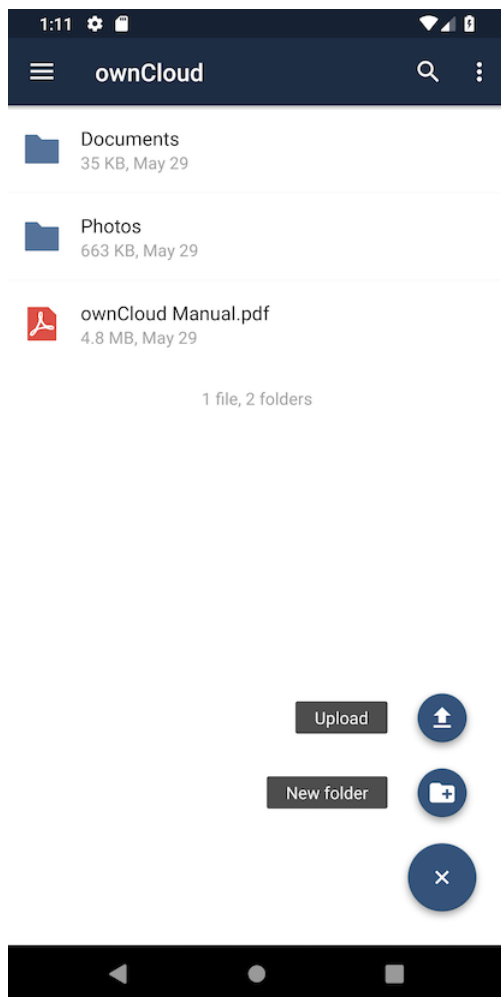 1:11
ownCloud
Documents
35 KB, May 29
Photos
663 KB, May 29
ownCloud Manual.pdf
4.8 MB, May 29
1 file, 2 folders
Upload
New folder